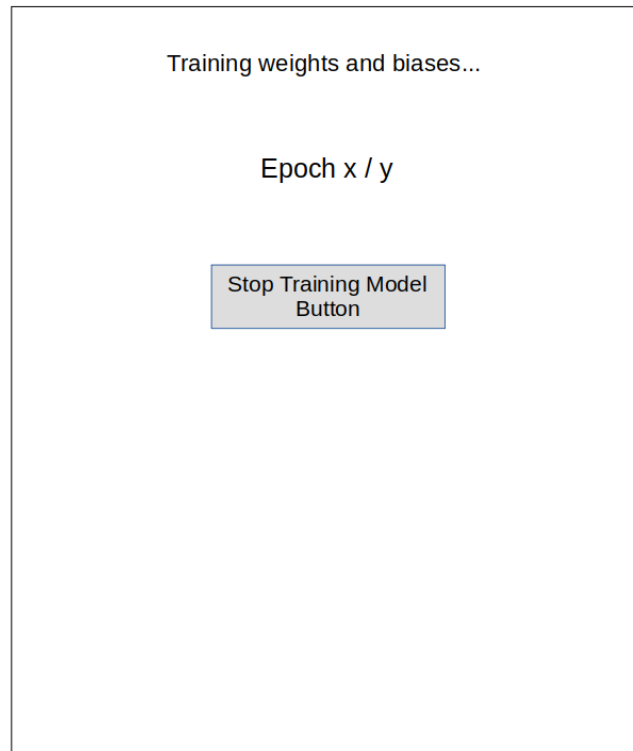 Training weights and biases...
Epoch x / y
Stop Training Model
Button